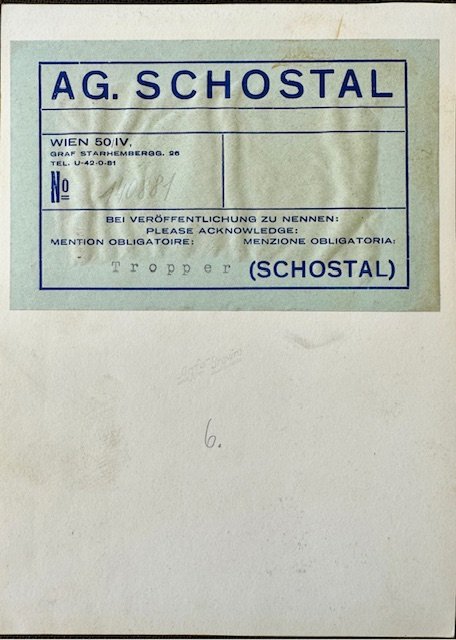 AG. SCHOSTAL
WIEN 50/IV,
GRAF STARHEMBERGG. 26
TEL. U-42-0-81
No
BEI VERÖFFENTLICHUNG ZU NENNEN:
PLEASE ACKNOWLEDGE:
MENTION OBLIGATOIRE: MENZIONE OBLIGATORIA:
Tropper (SCHOSTAL)
6.